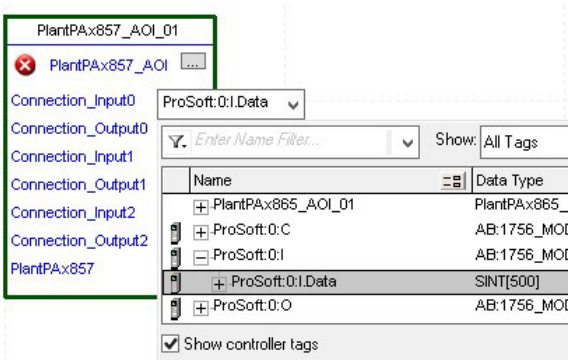 PlantPAx857_AOI_01
PlantPAx857_AOI ...
Connection_Input0 ProSoft:0:I.Data
Connection_Output0 Enter Name Filter... Show: All Tags
Connection_Input1
Connection_Output1 Name Data Type
Connection_Input2 PlantPAx865_AOI_01 PlantPAx865_
Connection_Output2 ProSoft:0:C AB:1756_MOD
PlantPAx857 ProSoft:0:I AB:1756_MOD
ProSoft:0:I.Data SINT[500]
ProSoft:0:O AB:1756_MOD
Show controller tags